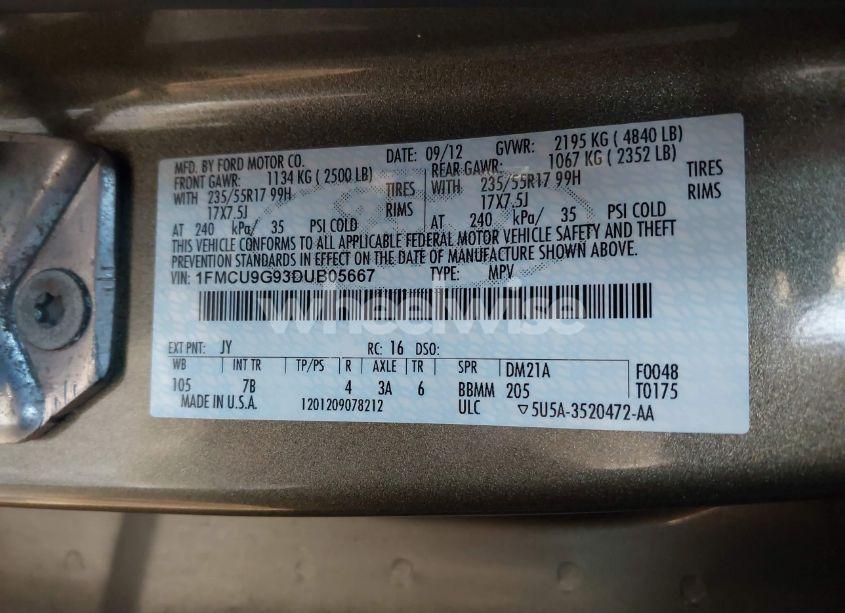 MFD. BY FORD MOTOR CO. DATE: 09/12 GVWR: 2195 KG ( 4840 LB)
FRONT GAWR: 1134 KG ( 2500 LB) REAR GAWR: 1067 KG ( 2352 LB)
WITH 235/55R17 99H TIRES WITH 235/55R17 99H TIRES
17X7.5J RIMS 17X7.5J RIMS
AT 240 kPa/ 35 PSI COLD AT 240 kPa/ 35 PSI COLD
THIS VEHICLE CONFORMS TO ALL APPLICABLE FEDERAL MOTOR VEHICLE SAFETY AND THEFT
PREVENTION STANDARDS IN EFFECT ON THE DATE OF MANUFACTURE SHOWN ABOVE.
VIN: 1FMCU9G93DUB05667 TYPE: MPV
wheelwise
EXT PNT: JY RC: 16 DSO:
WB INT TR TP/PS R AXLE TR SPR DM21A F0048
105 7B 4 3A 6 BBMM 205 T0175
MADE IN U.S.A. 1201209078212 ULC ▽5U5A-3520472-AA